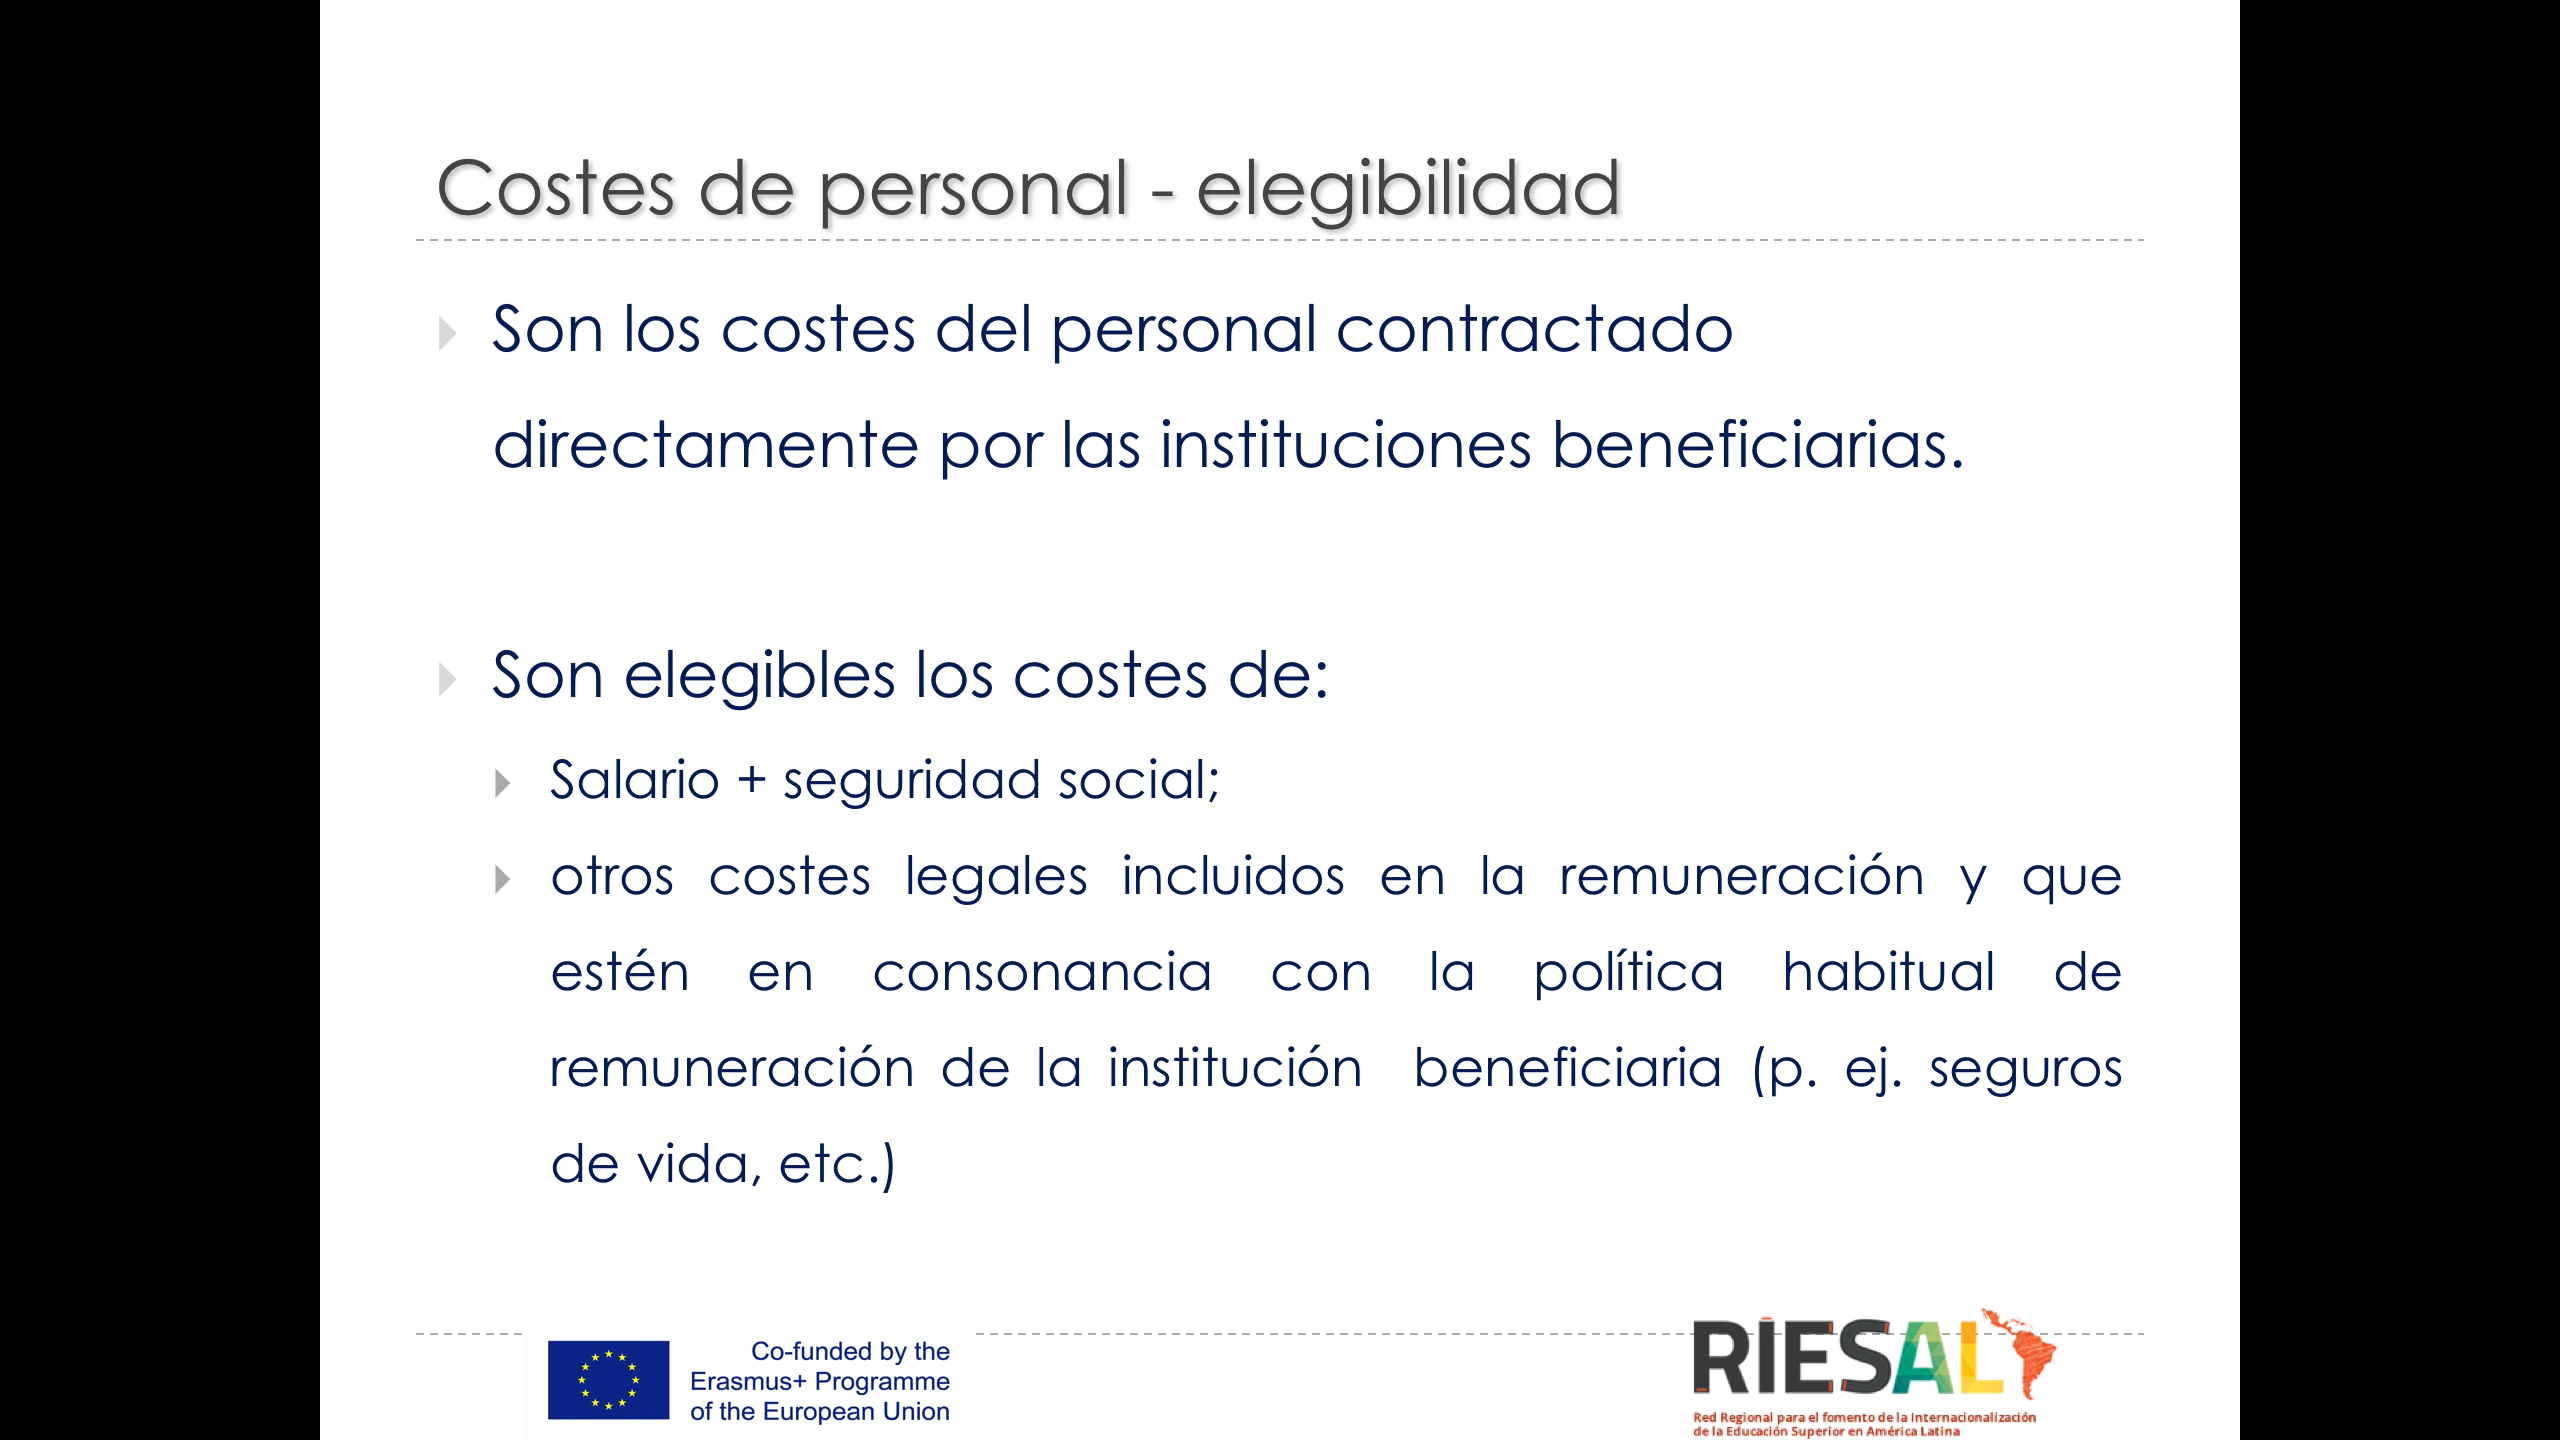 Costes de personal - elegibilidad
Son los costes del personal contractado
directamente por las instituciones beneficiarias.
Son elegibles los costes de:
Salario + seguridad social;
otros costes legales incluidos en la remuneración y que
estén en consonancia con la política habitual de
remuneración de la institución beneficiaria (p. ej. seguros
de vida, etc.)
Co-funded by the
Erasmus+ Programme
of the European Union
RIESAL
Red Regional para el fomento de la Internacionalización
de la Educación Superior en América Latina